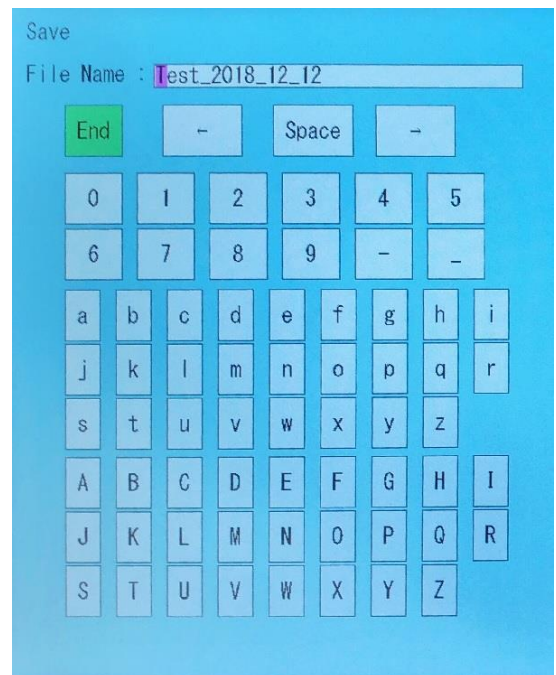 Save
File Name : Test_2018_12_12
End ← Space →
0 1 2 3 4 5
6 7 8 9 - _
a b c d e f g h i
j k l m n o p q r
s t u v w x y z
A B C D E F G H I
J K L M N O P Q R
S T U V W X Y Z